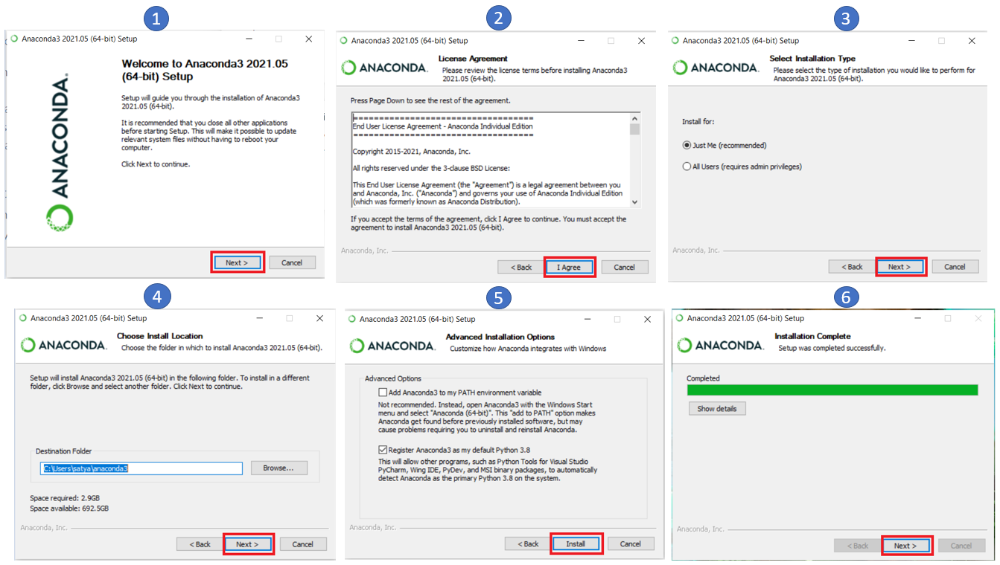 1
Anaconda3 2021.05 (64-bit) Setup
ANACONDA.
Welcome to Anaconda3 2021.05
(64-bit) Setup
Setup will guide you through the installation of Anaconda3
2021.05 (64-bit).
It is recommended that you close all other applications
before starting Setup. This will make it possible to update
relevant system files without having to reboot your
computer.
Click Next to continue.
Next >
Cancel
2
Anaconda3 2021.05 (64-bit) Setup
ANACONDA.
License Agreement
Please review the license terms before installing Anaconda3
2021.05 (64-bit).
Press Page Down to see the rest of the agreement.
===================================
End User License Agreement - Anaconda Individual Edition
===================================
Copyright 2015-2021, Anaconda, Inc.
All rights reserved under the 3-clause BSD License:
This End User License Agreement (the "Agreement") is a legal agreement between you
and Anaconda, Inc. ("Anaconda") and governs your use of Anaconda Individual Edition
(which was formerly known as Anaconda Distribution).
If you accept the terms of the agreement, click I Agree to continue. You must accept the
agreement to install Anaconda3 2021.05 (64-bit).
Anaconda, Inc.
< Back
I Agree
Cancel
3
Anaconda3 2021.05 (64-bit) Setup
ANACONDA.
Select Installation Type
Please select the type of installation you would like to perform for
Anaconda3 2021.05 (64-bit).
Install for:
Just Me (recommended)
All Users (requires admin privileges)
Anaconda, Inc.
< Back
Next >
Cancel
4
Anaconda3 2021.05 (64-bit) Setup
ANACONDA.
Choose Install Location
Choose the folder in which to install Anaconda3 2021.05 (64-bit).
Setup will install Anaconda3 2021.05 (64-bit) in the following folder. To install in a different
folder, click Browse and select another folder. Click Next to continue.
Destination Folder
C:\Users\satya\anaconda3
Browse...
Space required: 2.9GB
Space available: 692.5GB
Anaconda, Inc.
< Back
Next >
Cancel
5
Anaconda3 2021.05 (64-bit) Setup
ANACONDA.
Advanced Installation Options
Customize how Anaconda integrates with Windows
Advanced Options
Add Anaconda3 to my PATH environment variable
Not recommended. Instead, open Anaconda3 with the Windows Start
menu and select "Anaconda (64-bit)". This "add to PATH" option makes
Anaconda get found before previously installed software, but may
cause problems requiring you to uninstall and reinstall Anaconda.
Register Anaconda3 as my default Python 3.8
This will allow other programs, such as Python Tools for Visual Studio
PyCharm, Wing IDE, PyDev, and MSI binary packages, to automatically
detect Anaconda as the primary Python 3.8 on the system.
Anaconda, Inc.
< Back
Install
Cancel
6
Anaconda3 2021.05 (64-bit) Setup
ANACONDA.
Installation Complete
Setup was completed successfully.
Completed
Show details
Anaconda, Inc.
< Back
Next >
Cancel